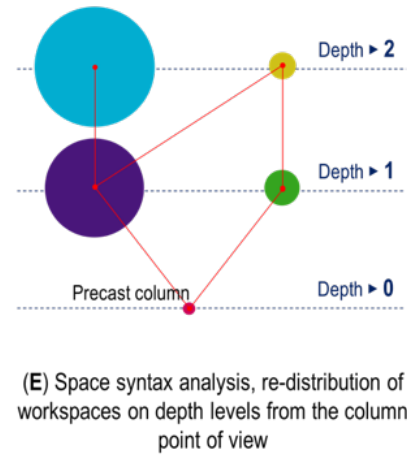 Depth ▸ 2
Depth ▸ 1
Depth ▸ 0
Precast column
(E) Space syntax analysis, re-distribution of
workspaces on depth levels from the column
point of view